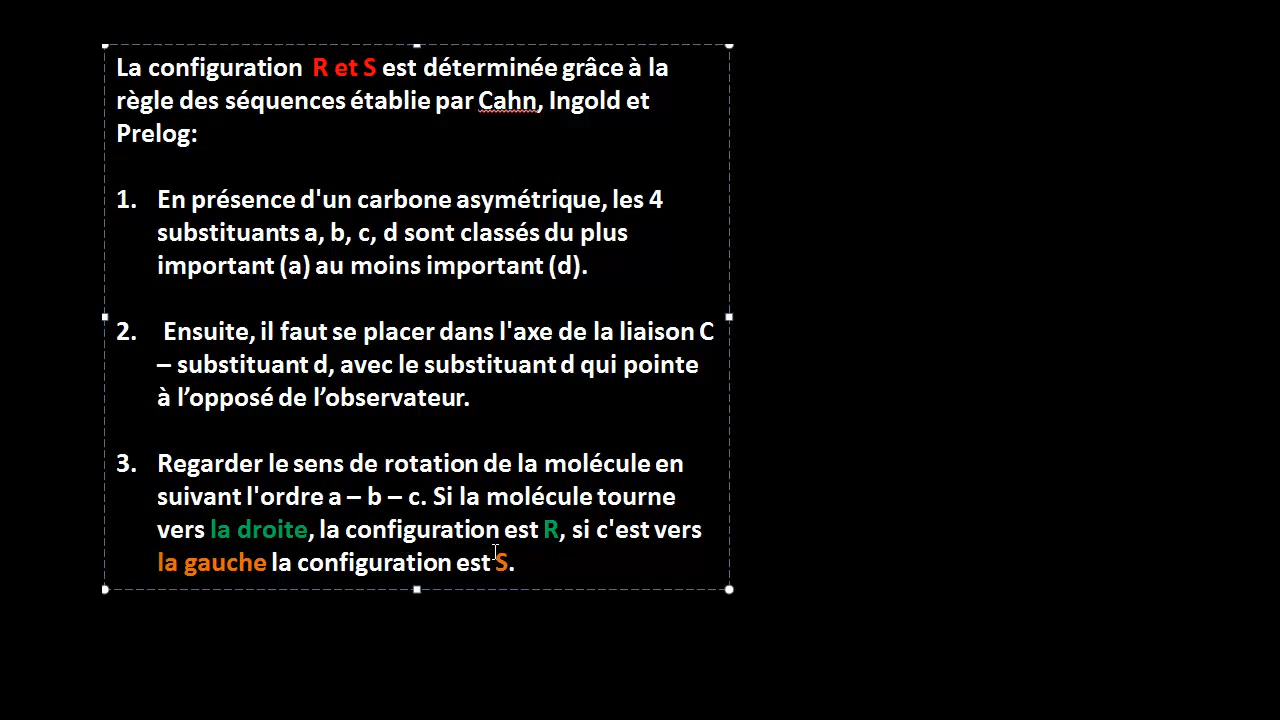 La configuration R et S est déterminée grâce à la
règle des séquences établie par Cahn, Ingold et
Prelog:
1. En présence d'un carbone asymétrique, les 4
substituants a, b, c, d sont classés du plus
important (a) au moins important (d).
2. Ensuite, il faut se placer dans l'axe de la liaison C
– substituant d, avec le substituant d qui pointe
à l’opposé de l’observateur.
3. Regarder le sens de rotation de la molécule en
suivant l'ordre a – b – c. Si la molécule tourne
vers la droite, la configuration est R, si c'est vers
la gauche la configuration est S.